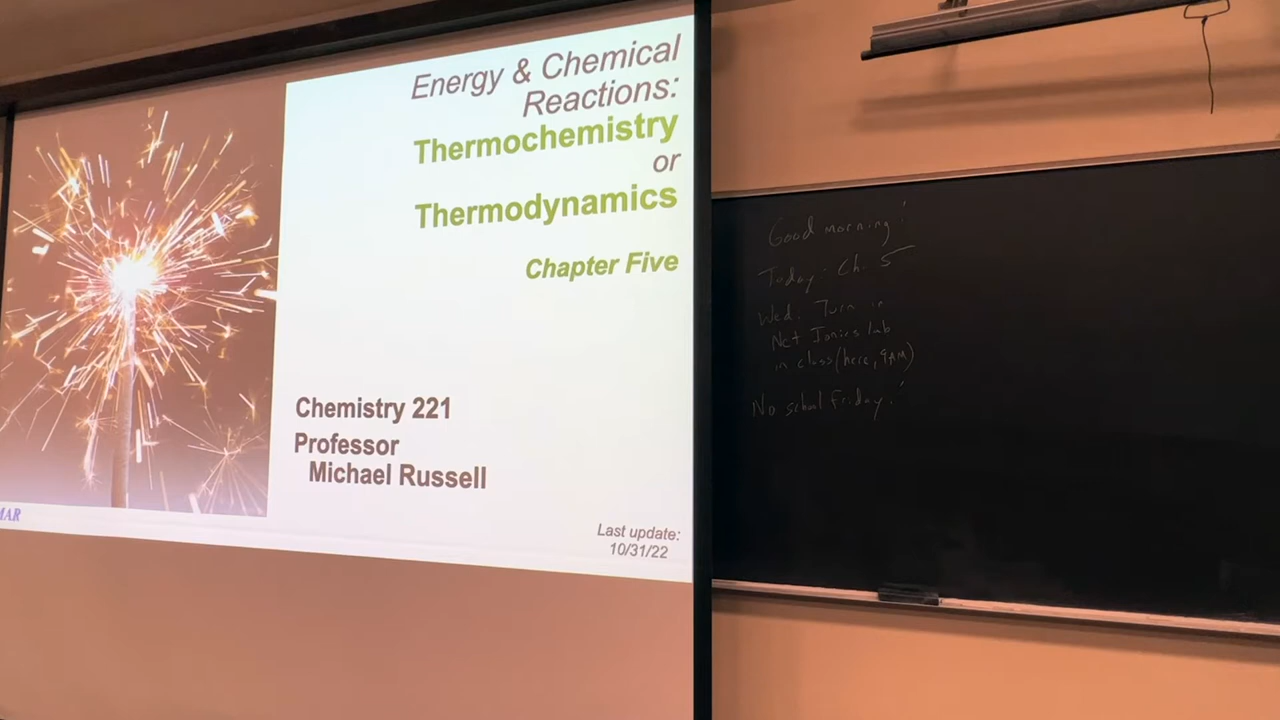 Energy & Chemical
Reactions:
Thermochemistry
or
Thermodynamics
Chapter Five
Chemistry 221
Professor
Michael Russell
Last update:
10/31/22
MAR
Good morning!
Today - Ch. 5
Wed. Turn in
Net Ionics lab
in class (here, 9AM)
No school Friday!